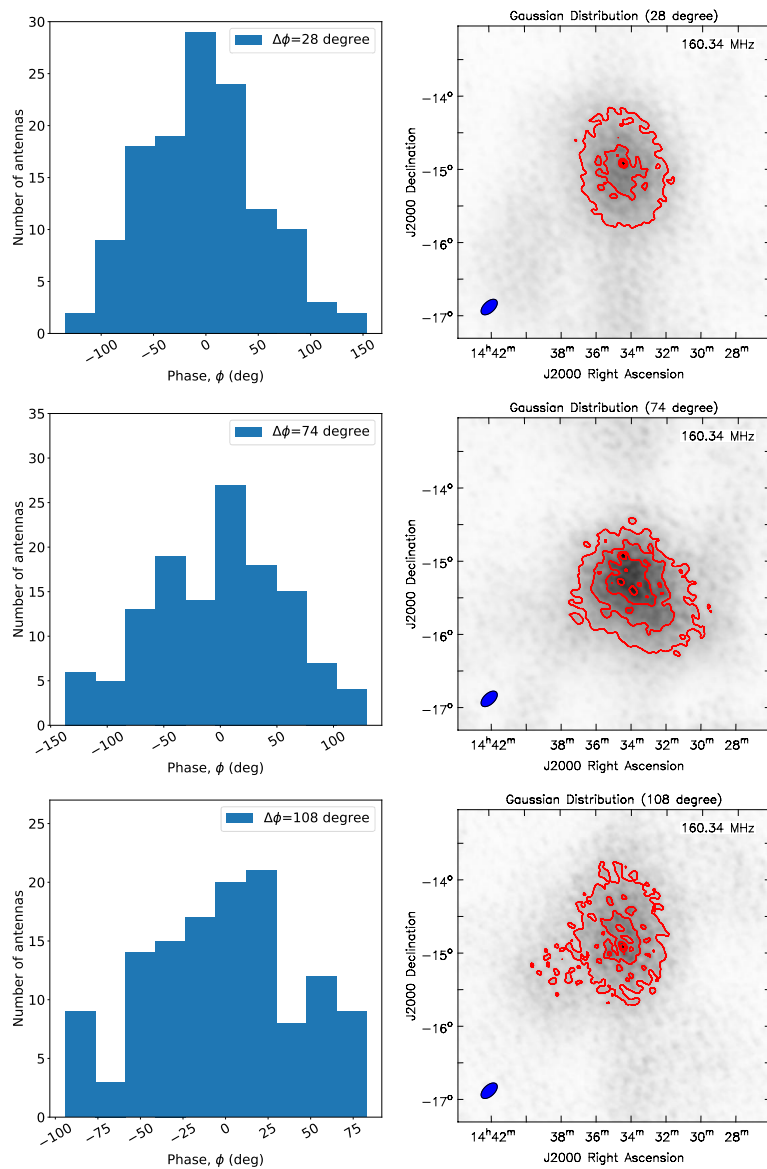 30
25
20
15
10
5
0
Number of antennas
Δϕ=28 degree
−100
−50
0
50
100
150
Phase, ϕ (deg)
Gaussian Distribution (28 degree)
160.34 MHz
−14°
−15°
−16°
−17°
J2000 Declination
14ʰ42ᵐ
38ᵐ
36ᵐ
34ᵐ
32ᵐ
30ᵐ
28ᵐ
J2000 Right Ascension
35
30
25
20
15
10
5
0
Number of antennas
Δϕ=74 degree
−150
−100
−50
0
50
100
Phase, ϕ (deg)
Gaussian Distribution (74 degree)
160.34 MHz
−14°
−15°
−16°
−17°
J2000 Declination
14ʰ42ᵐ
38ᵐ
36ᵐ
34ᵐ
32ᵐ
30ᵐ
28ᵐ
J2000 Right Ascension
25
20
15
10
5
0
Number of antennas
Δϕ=108 degree
−100
−75
−50
−25
0
25
50
75
Phase, ϕ (deg)
Gaussian Distribution (108 degree)
160.34 MHz
−14°
−15°
−16°
−17°
J2000 Declination
14ʰ42ᵐ
38ᵐ
36ᵐ
34ᵐ
32ᵐ
30ᵐ
28ᵐ
J2000 Right Ascension